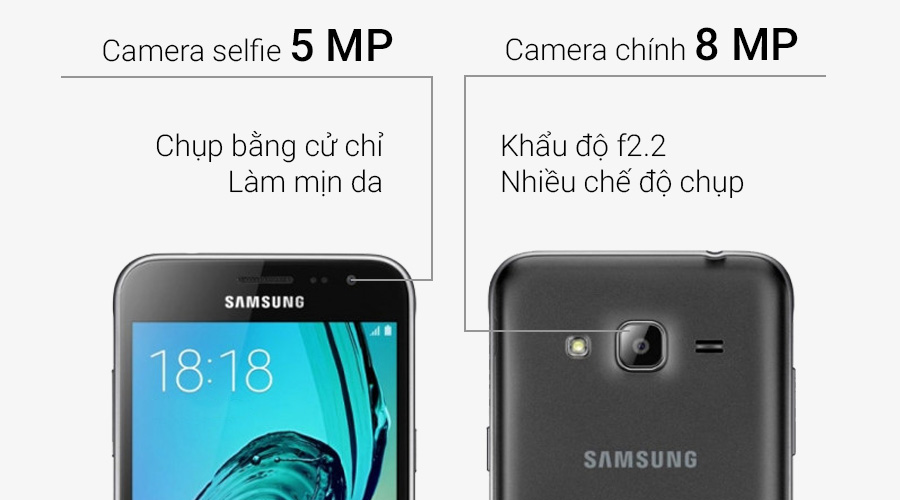 Camera selfie 5 MP
Chụp bằng cử chỉ
Làm mịn da
Camera chính 8 MP
Khẩu độ f2.2
Nhiều chế độ chụp
SAMSUNG
18:18
SAMSUNG